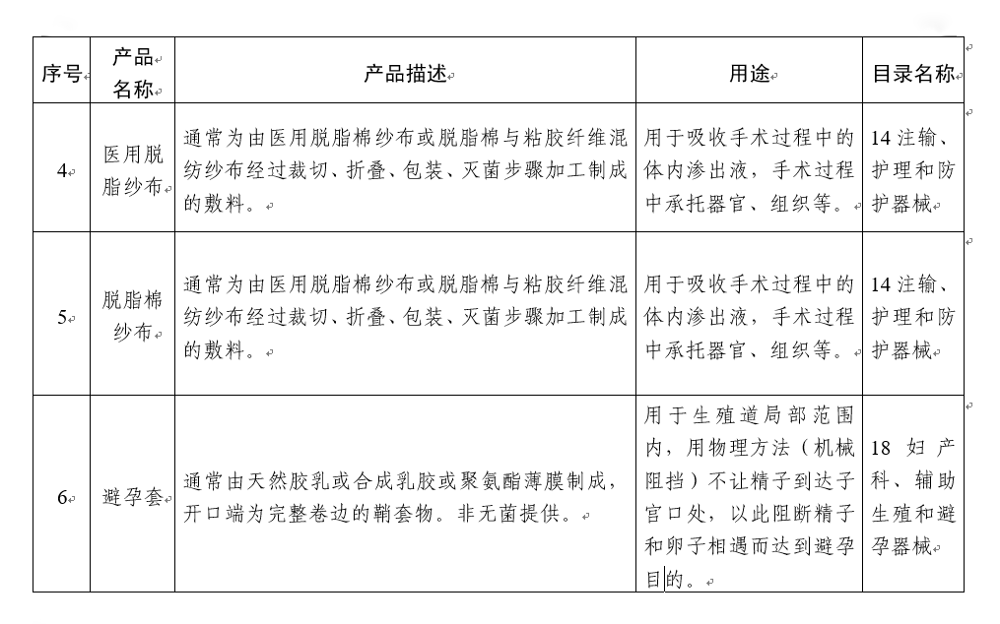 序号
产品
名称
产品描述
用途
目录名称
4
医用脱
脂纱布
通常为由医用脱脂棉纱布或脱脂棉与粘胶纤维混
纺纱布经过裁切、折叠、包装、灭菌步骤加工制成
的敷料。
用于吸收手术过程中的
体内渗出液，手术过程
中承托器官、组织等。
14 注输、
护理和防
护器械
5
脱脂棉
纱布
通常为由医用脱脂棉纱布或脱脂棉与粘胶纤维混
纺纱布经过裁切、折叠、包装、灭菌步骤加工制成
的敷料。
用于吸收手术过程中的
体内渗出液，手术过程
中承托器官、组织等。
14 注输、
护理和防
护器械
6
避孕套
通常由天然胶乳或合成乳胶或聚氨酯薄膜制成，
开口端为完整卷边的鞘套物。非无菌提供。
用于生殖道局部范围
内，用物理方法（机械
阻挡）不让精子到达子
宫口处，以此阻断精子
和卵子相遇而达到避孕
目的。
18 妇产
科、辅助
生殖和避
孕器械